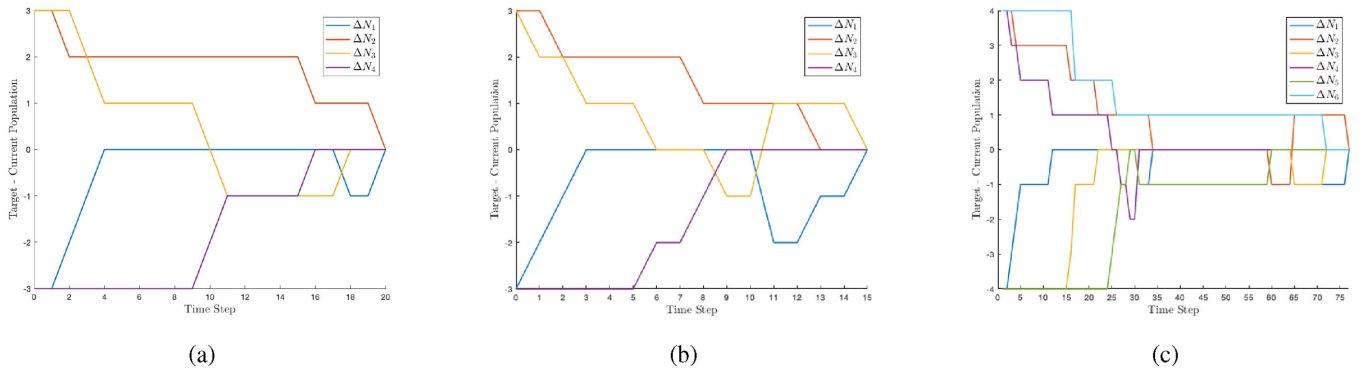 3
2
1
0
-1
-2
-3
Target - Current Population
0 2 4 6 8 10 12 14 16 18 20
Time Step
ΔN₁
ΔN₂
ΔN₃
ΔN₄
(a)
3
2
1
0
-1
-2
-3
Target - Current Population
0 1 2 3 4 5 6 7 8 9 10 11 12 13 14 15
Time Step
ΔN₁
ΔN₂
ΔN₃
ΔN₄
(b)
4
3
2
1
0
-1
-2
-3
-4
Target - Current Population
5 10 15 20 25 30 35 40 45 50 55 60 65 70 75
Time Step
ΔN₁
ΔN₂
ΔN₃
ΔN₄
ΔN₅
ΔN₆
(c)